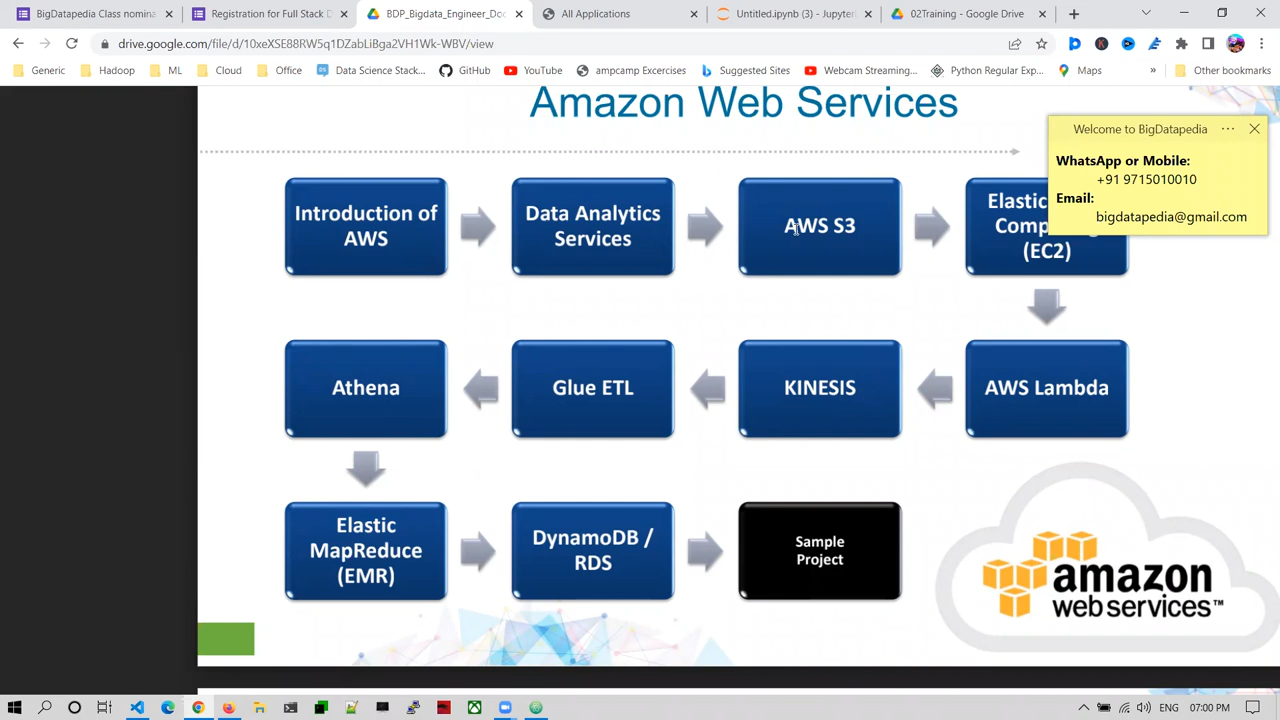 BigDatapedia Class nomina
Registration for Full Stack D
BDP_Bigdata_Engineer_Doc
All Applications
Untitled.ipynb (3) - Jupyterl
02Training - Google Drive
drive.google.com/file/d/10xeXSE88RW5q1DZabLiBga2VH1Wk-WBV/view
Generic
Hadoop
ML
Cloud
Office
Data Science Stack...
GitHub
YouTube
ampcamp Excercises
Suggested Sites
Webcam Streaming...
Python Regular Exp...
Maps
»
Other bookmarks
Amazon Web Services
Welcome to BigDatapedia
WhatsApp or Mobile:
+91 9715010010
Email:
bigdatapedia@gmail.com
Introduction of
AWS
Data Analytics
Services
AWS S3
Elastic
Comp
(EC2)
Athena
Glue ETL
KINESIS
AWS Lambda
Elastic
MapReduce
(EMR)
DynamoDB /
RDS
Sample
Project
amazon
web services™
ENG
07:00 PM